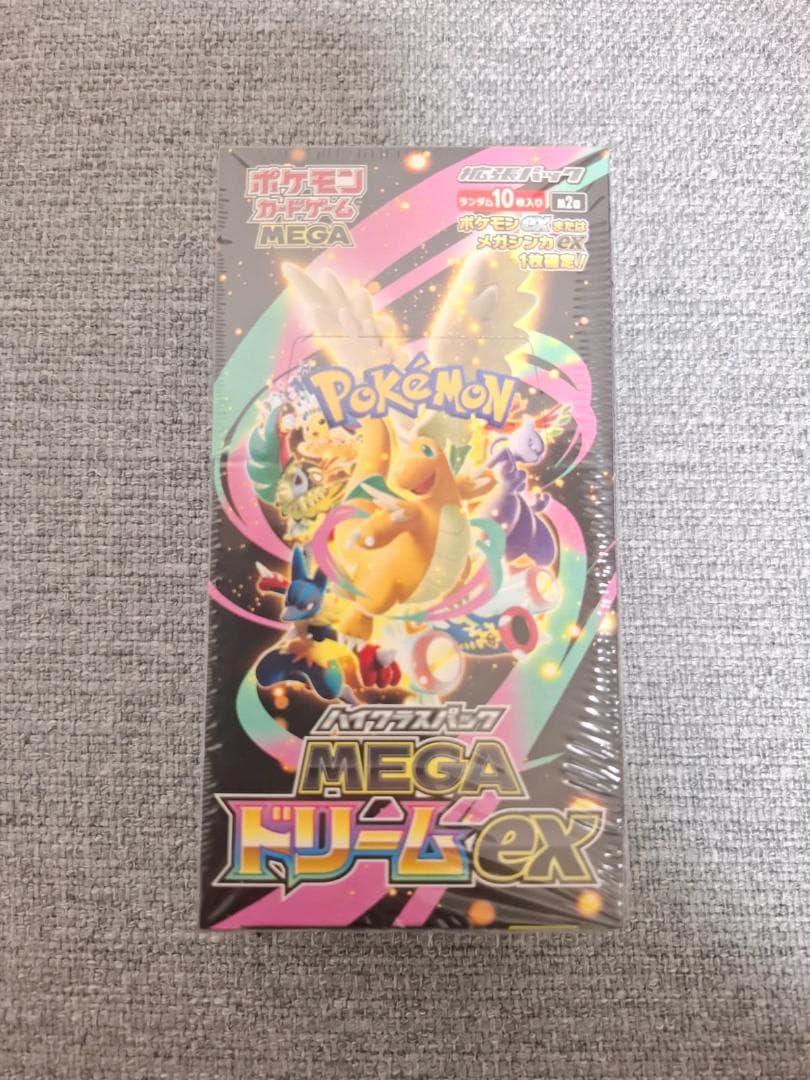 ポケモン
カードゲーム
MEGA
拡張パック
ランダム10枚入り
M2a
ポケモンexまたは
メガシンカex
1枚確定!
POKéMON
ハイクラスパック
MEGA
ドリームex